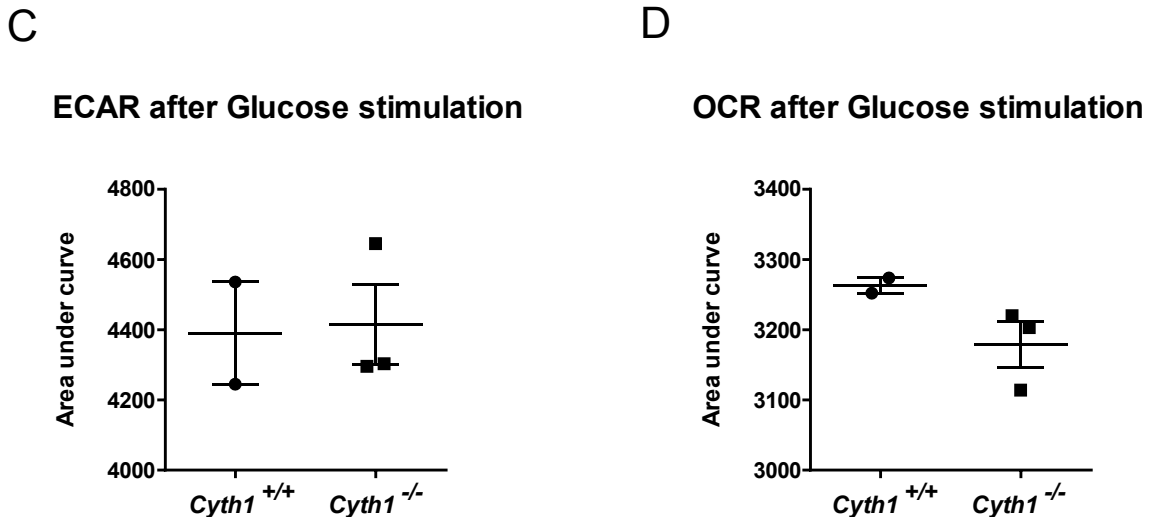 C
ECAR after Glucose stimulation
Area under curve
4800
4600
4400
4200
4000
Cyth1 +/+
Cyth1 -/-
D
OCR after Glucose stimulation
Area under curve
3400
3300
3200
3100
3000
Cyth1 +/+
Cyth1 -/-